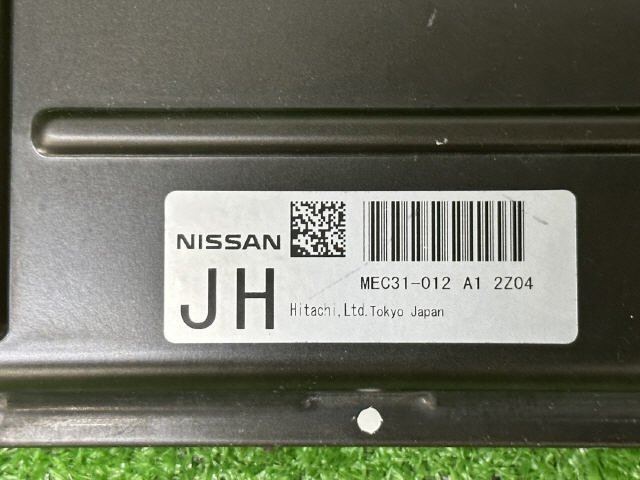 NISSAN
JH
MEC31-012 A1 2Z04
Hitachi,Ltd.Tokyo Japan